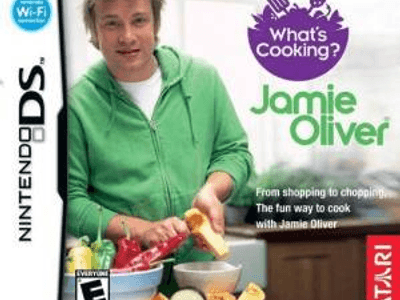 Nintendo
Wi-Fi
CONNECTION
NINTENDO DS™
What's
Cooking?
Jamie
Oliver®
From shopping to chopping...
The fun way to cook
with Jamie Oliver
EVERYONE
E
ATARI